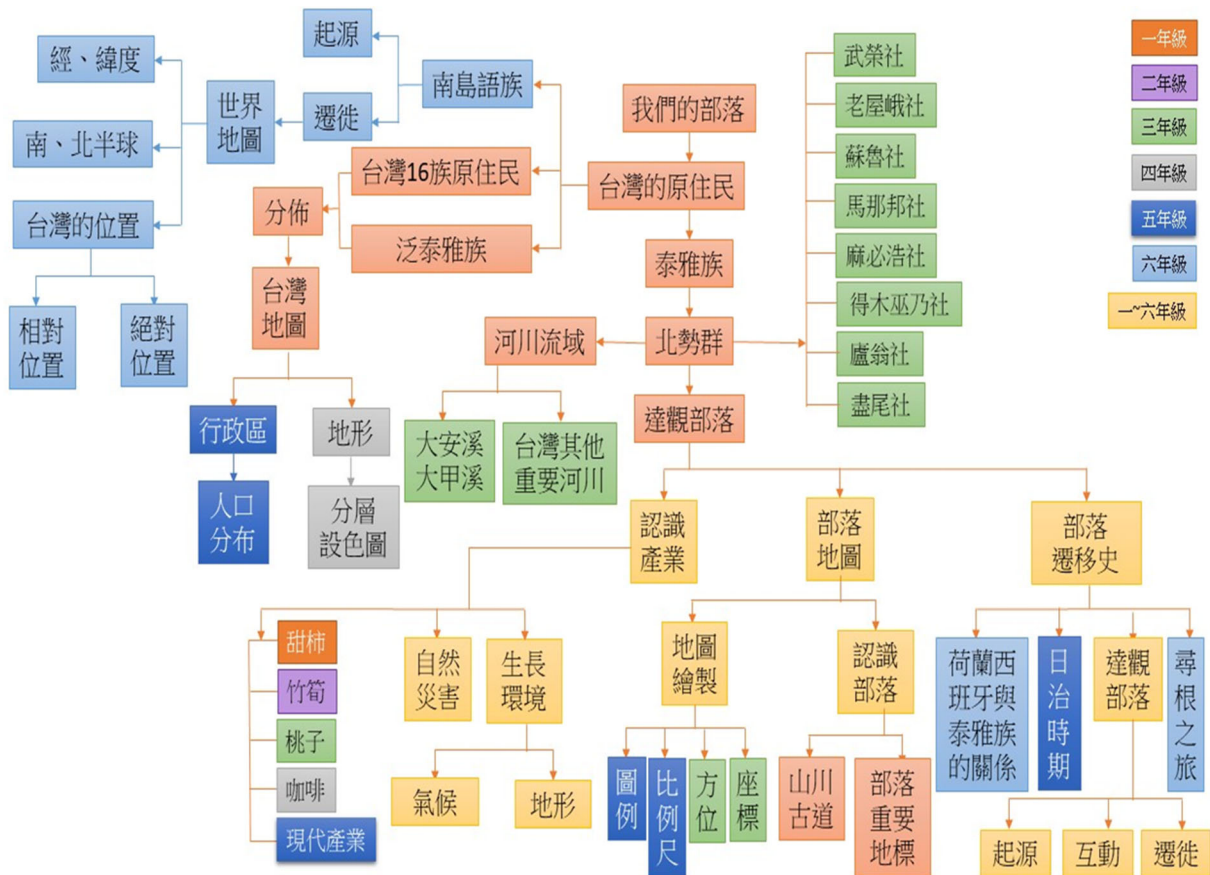 起源
經、緯度
世界
地圖
南島語族
遷徙
南、北半球
台灣的位置
相對
位置
絕對
位置
我們的部落
台灣的原住民
台灣16族原住民
泛泰雅族
分佈
台灣
地圖
行政區
人口
分布
地形
分層
設色圖
泰雅族
北勢群
河川流域
大安溪
大甲溪
台灣其他
重要河川
達觀部落
武榮社
老屋峨社
蘇魯社
馬那邦社
麻必浩社
得木巫乃社
廬翁社
盡尾社
一年級
二年級
三年級
四年級
五年級
六年級
一~六年級
認識
產業
部落
地圖
部落
遷移史
甜柿
竹筍
桃子
咖啡
現代產業
自然
災害
生長
環境
氣候
地形
地圖
繪製
圖例
比例尺
方位
座標
認識
部落
山川
古道
部落
重要
地標
荷蘭西
班牙與
泰雅族
的關係
日治時期
達觀
部落
尋根之旅
起源
互動
遷徙